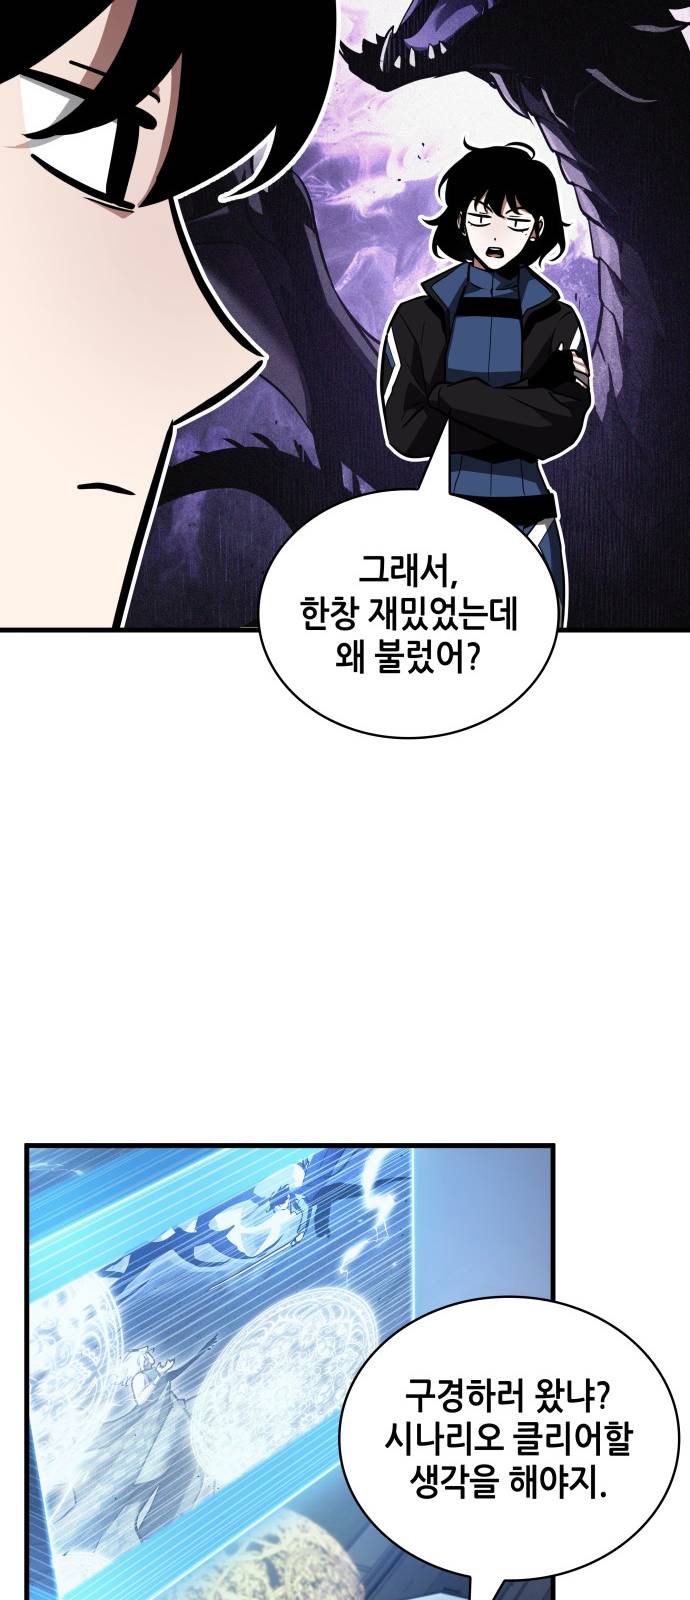 그래서,
한창 재밌었는데
왜 불렀어?
구경하러 왔냐?
시나리오 클리어할
생각을 해야지.